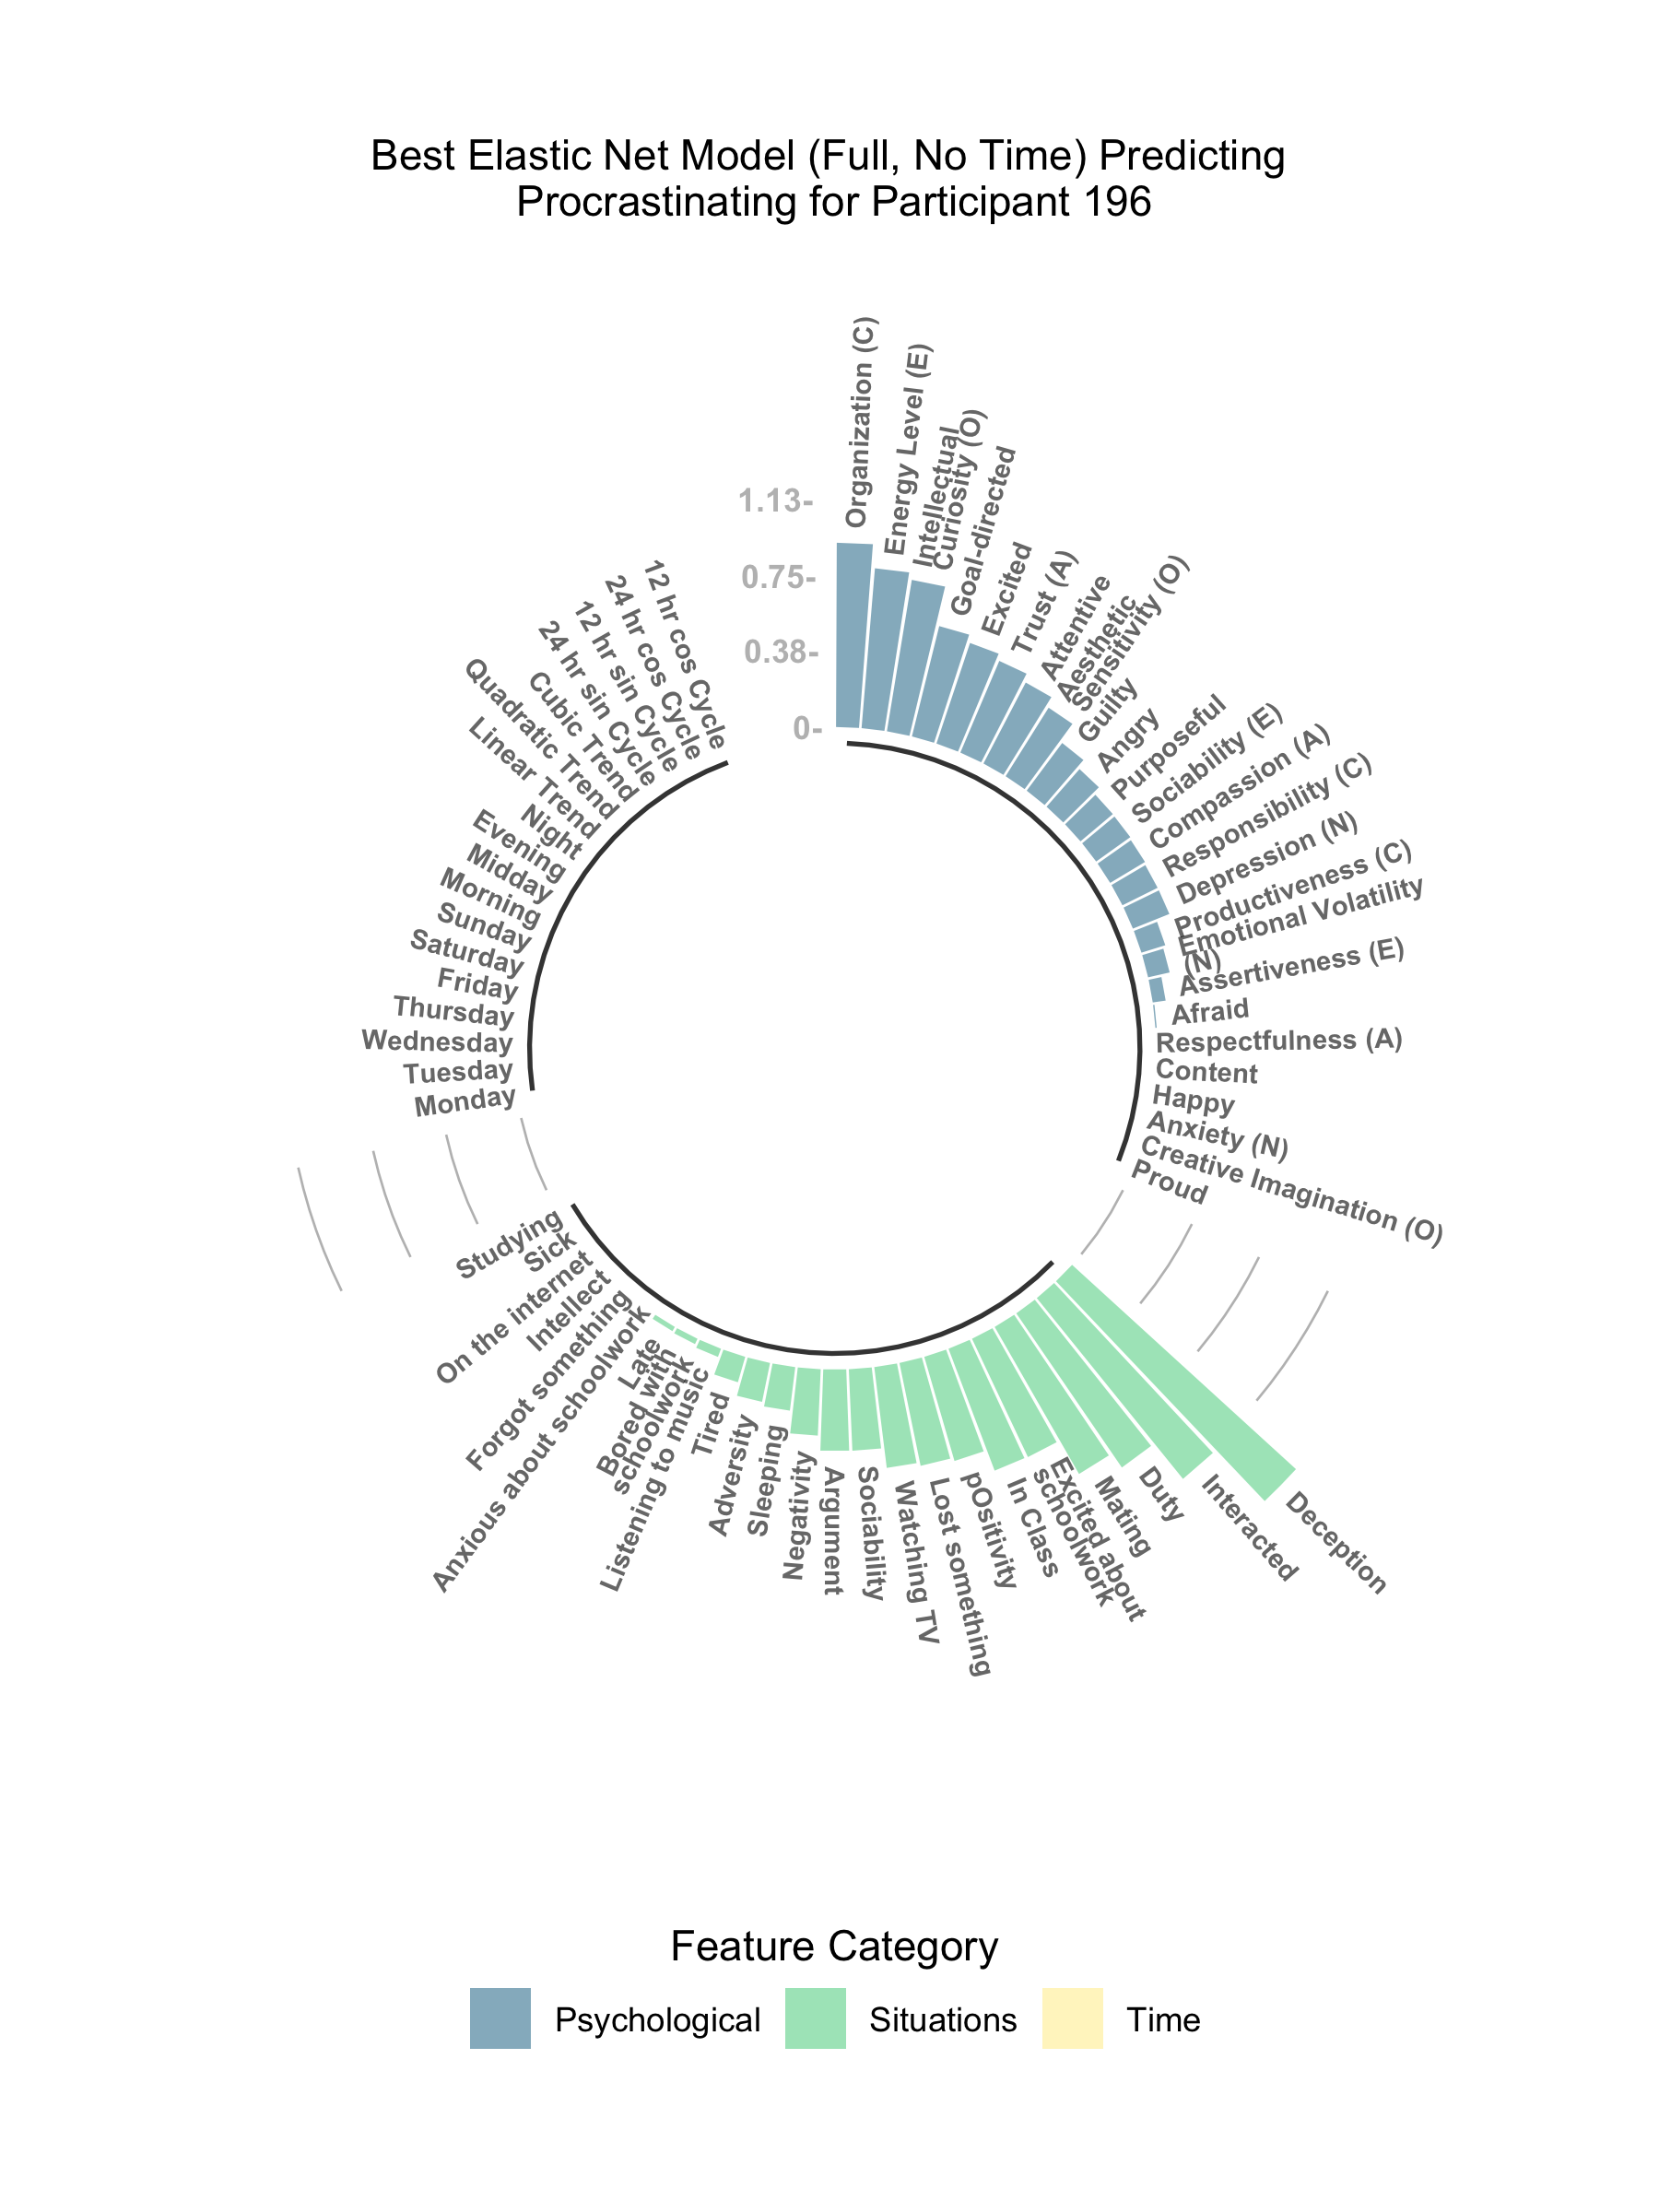 Best Elastic Net Model (Full, No Time) Predicting
Procrastinating for Participant 196
1.13-
0.75-
0.38-
0-
Organization (C)
Energy Level (E)
Intellectual
Curiosity (O)
Goal-directed
Excited
Trust (A)
Attentive
Aesthetic
Sensitivity (O)
Guilty
Angry
Purposeful
Sociability (E)
Compassion (A)
Responsibility (C)
Depression (N)
Productiveness (C)
Emotional Volatility
(N)
Assertiveness (E)
Afraid
Respectfulness (A)
Content
Happy
Anxiety (N)
Creative Imagination (O)
Proud
Deception
Interacted
Duty
Mating
Excited about
schoolwork
In Class
pOsitivity
Lost something
Watching TV
Sociability
Argument
Negativity
Sleeping
Adversity
Tired
Listening to music
Bored with
schoolwork
Late
Anxious about schoolwork
Forgot something
Intellect
On the internet
Sick
Studying
Monday
Tuesday
Wednesday
Thursday
Friday
Saturday
Sunday
Morning
Midday
Evening
Night
Linear Trend
Quadratic Trend
Cubic Trend
24 hr sin Cycle
12 hr sin Cycle
24 hr cos Cycle
12 hr cos Cycle
Feature Category
Psychological
Situations
Time